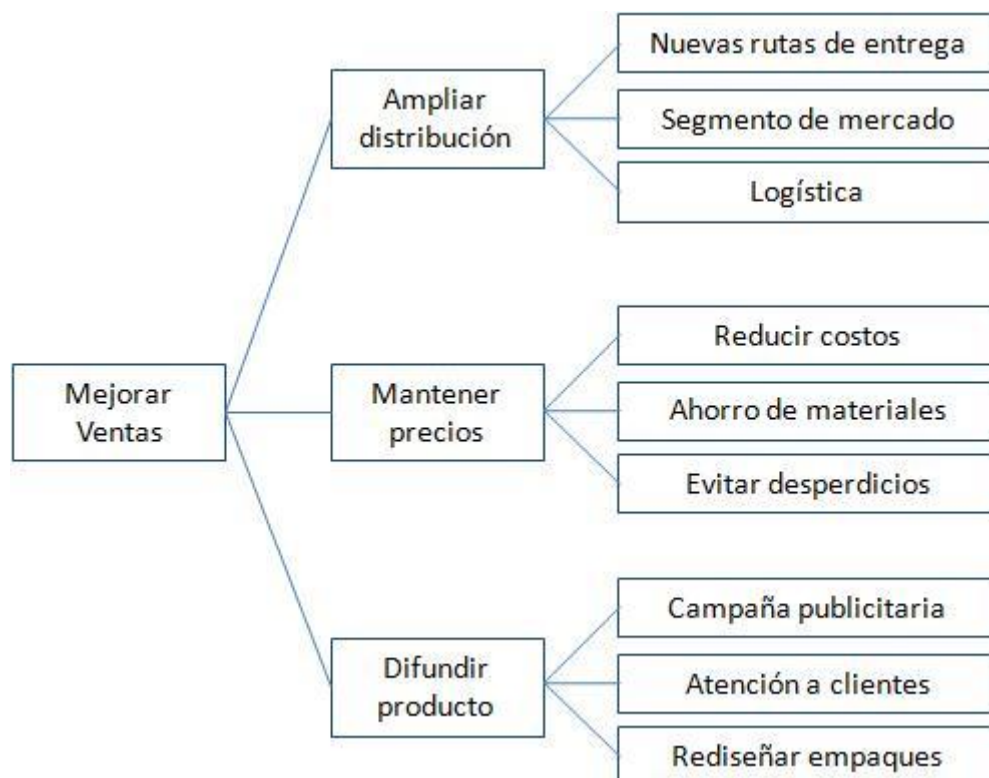 Nuevas rutas de entrega
Ampliar
distribución
Segmento de mercado
Logística
Reducir costos
Mejorar
Ventas
Mantener
precios
Ahorro de materiales
Evitar desperdicios
Campaña publicitaria
Difundir
producto
Atención a clientes
Rediseñar empaques